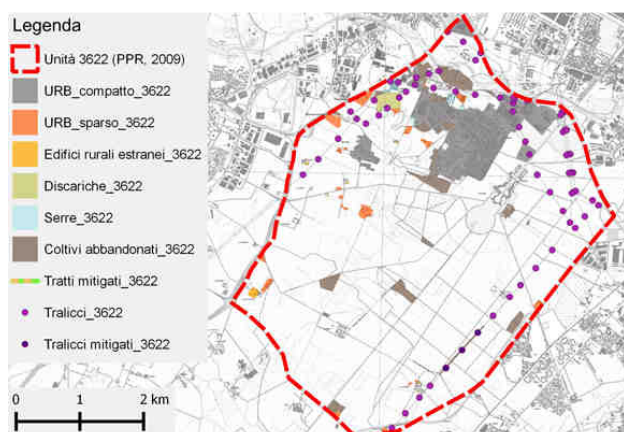 Legenda
Unità 3622 (PPR, 2009)
URB_compatto_3622
URB_sparso_3622
Edifici rurali estranei_3622
Discariche_3622
Serre_3622
Coltivi abbandonati_3622
Tratti mitigati_3622
Tralicci_3622
Tralicci mitigati_3622
0 1 2 km